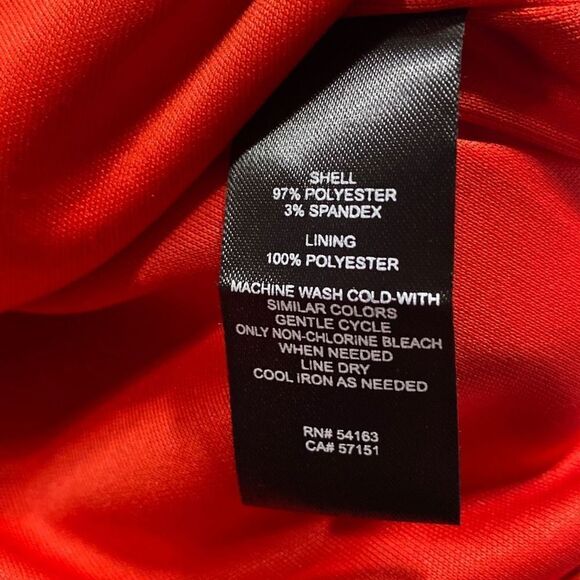 SHELL
97% POLYESTER
3% SPANDEX
LINING
100% POLYESTER
MACHINE WASH COLD-WITH
SIMILAR COLORS
GENTLE CYCLE
ONLY NON-CHLORINE BLEACH
WHEN NEEDED
LINE DRY
COOL IRON AS NEEDED
RN# 54163
CA# 57151